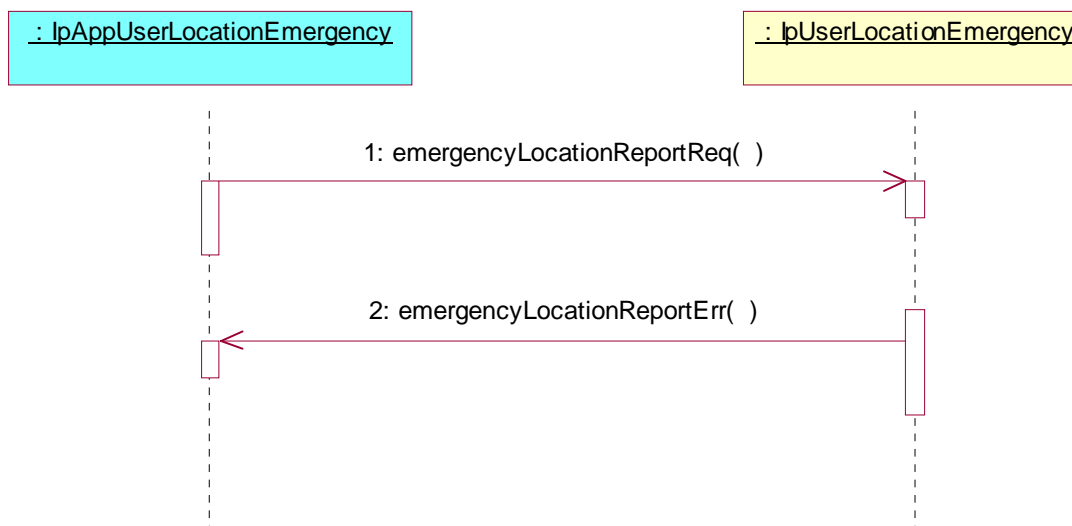 : IpAppUserLocationEmergency
: IpUserLocationEmergency
1: emergencyLocationReportReq( )
2: emergencyLocationReportErr( )